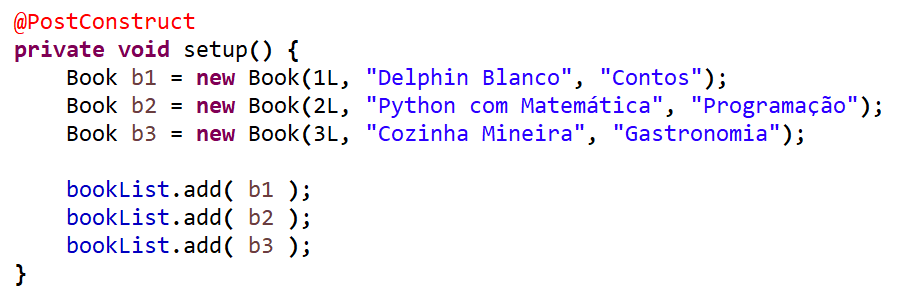 @PostConstruct
private void setup() {
    Book b1 = new Book(1L, "Delphin Blanco", "Contos");
    Book b2 = new Book(2L, "Python com Matemática", "Programação");
    Book b3 = new Book(3L, "Cozinha Mineira", "Gastronomia");

    bookList.add( b1 );
    bookList.add( b2 );
    bookList.add( b3 );
}